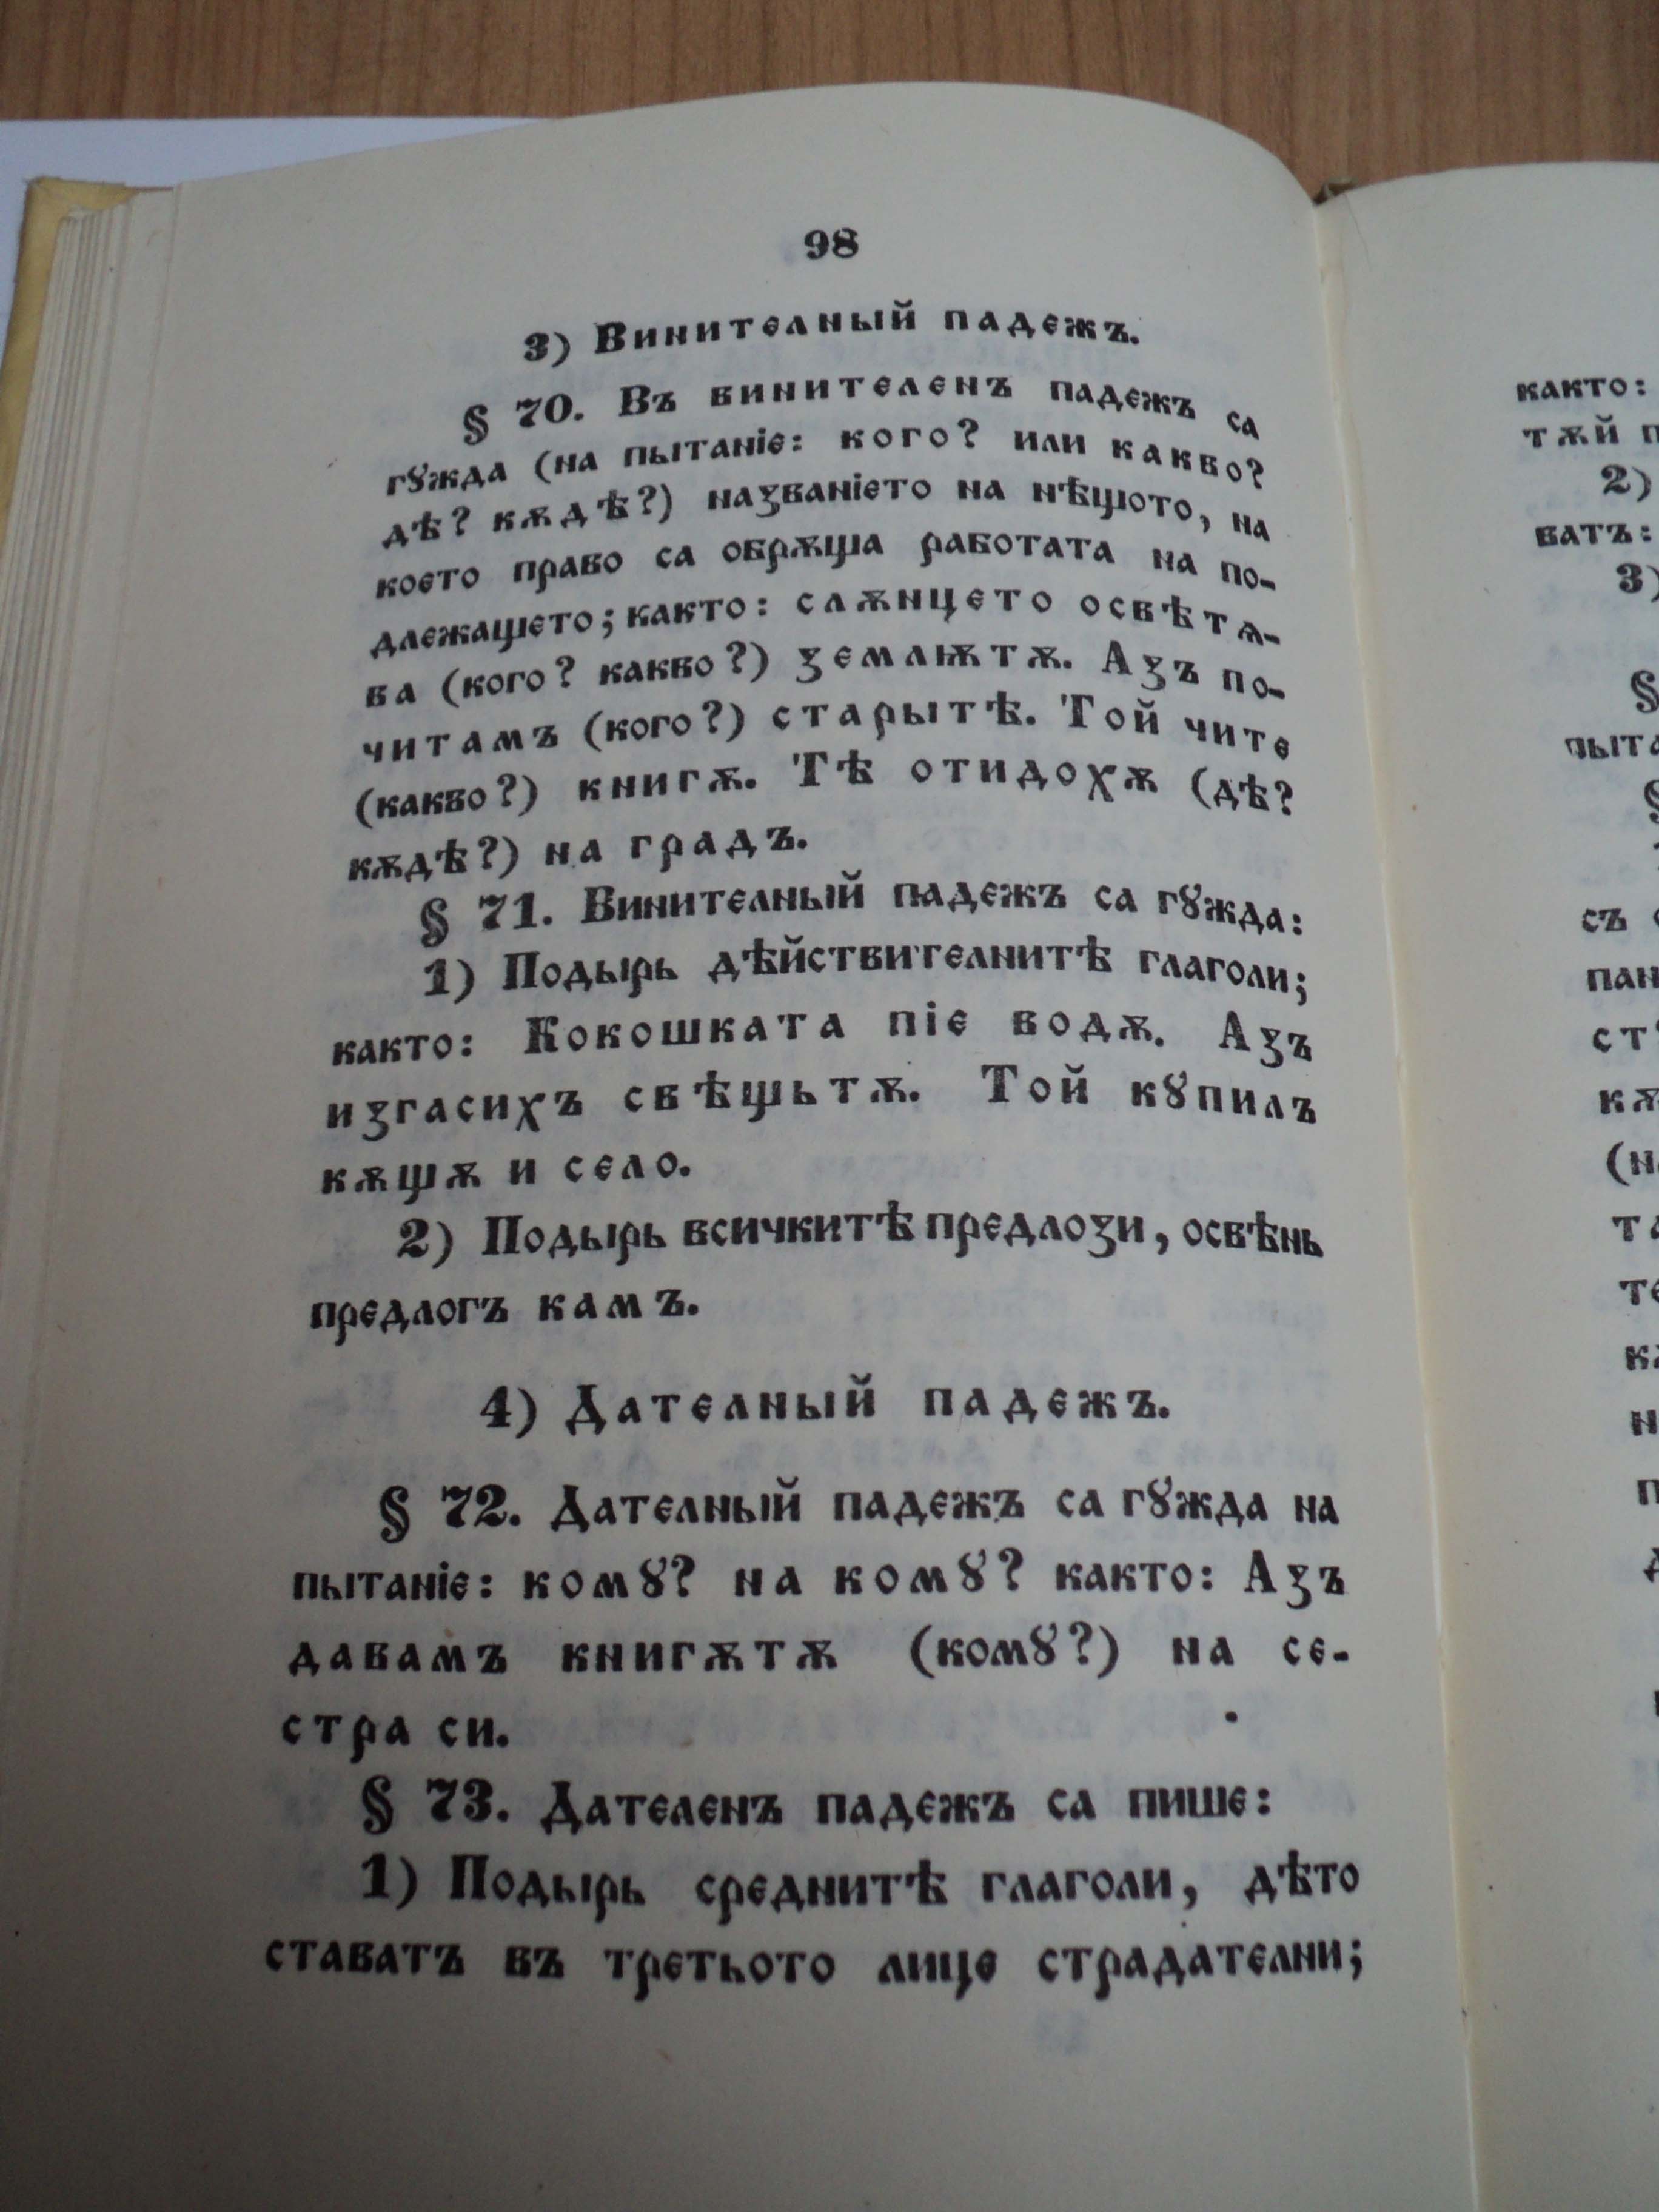 98
3) Винителный падежъ.
§ 70. Въ винителенъ падежъ са
гꙋжда (на пытаніе: кого? или какво?
дѣ? кѫдѣ?) названіето на нѣщото, на
което право са обрѫща работата на по-
длежащето; както: слѫнцето освѣтѧ-
ва (кого? какво?) землѭтѫ. Азъ по-
читамъ (кого?) старытѣ. Той чите
(какво?) книгѫ. Тѣ отидохѫ (дѣ?
кѫдѣ?) на градъ.
§ 71. Винителный падежъ са гꙋжда:
1) Подырь дѣйствителнитѣ глаголи;
както: Кокошката піе водѫ. Азъ
изгасихъ свѣщьтѫ. Той кꙋпилъ
кѫщѫ и село.
2) Подырь всичкитѣ предлози, освѣнь
предлогъ камъ.
4) Дателный падежъ.
§ 72. Дателный падежъ са гꙋжда на
пытаніе: комꙋ? на комꙋ? както: Азъ
давамъ книгѫтѫ (комꙋ?) на се-
стра си.
§ 73. Дателенъ падежъ са пише:
1) Подырь среднитѣ глаголи, дѣто
ставатъ въ третьото лице страдателни;
както:
тѫй
2)
ватъ:
3)
§
съ
(н